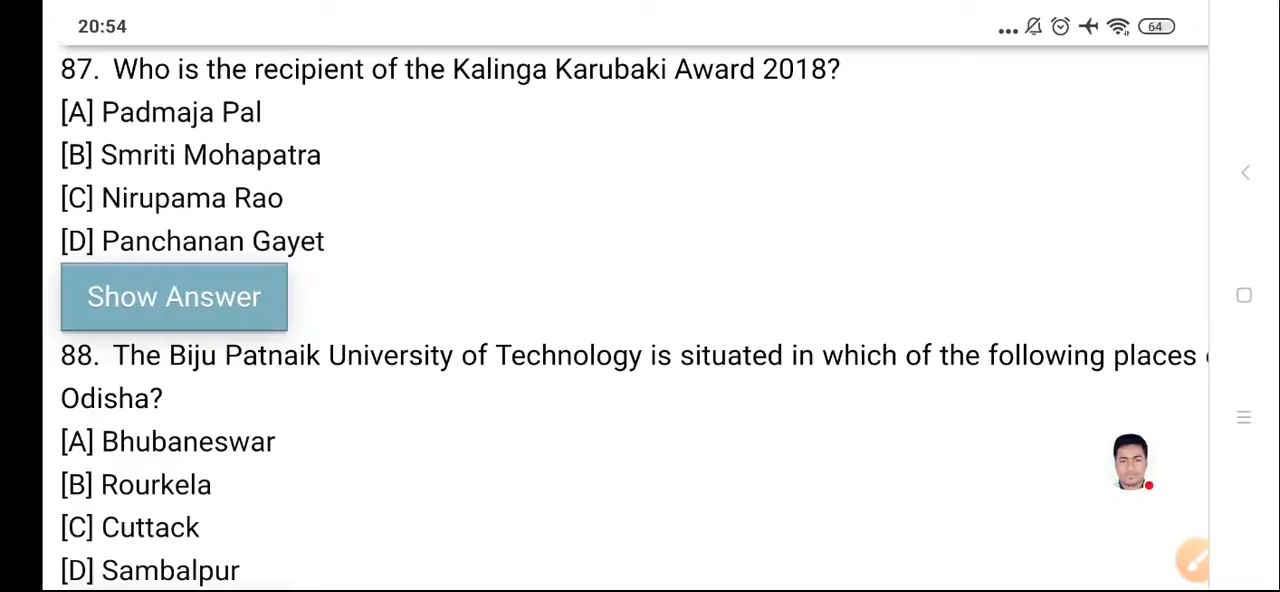 20:54
64
87. Who is the recipient of the Kalinga Karubaki Award 2018?
[A] Padmaja Pal
[B] Smriti Mohapatra
[C] Nirupama Rao
[D] Panchanan Gayet
Show Answer
88. The Biju Patnaik University of Technology is situated in which of the following places
Odisha?
[A] Bhubaneswar
[B] Rourkela
[C] Cuttack
[D] Sambalpur